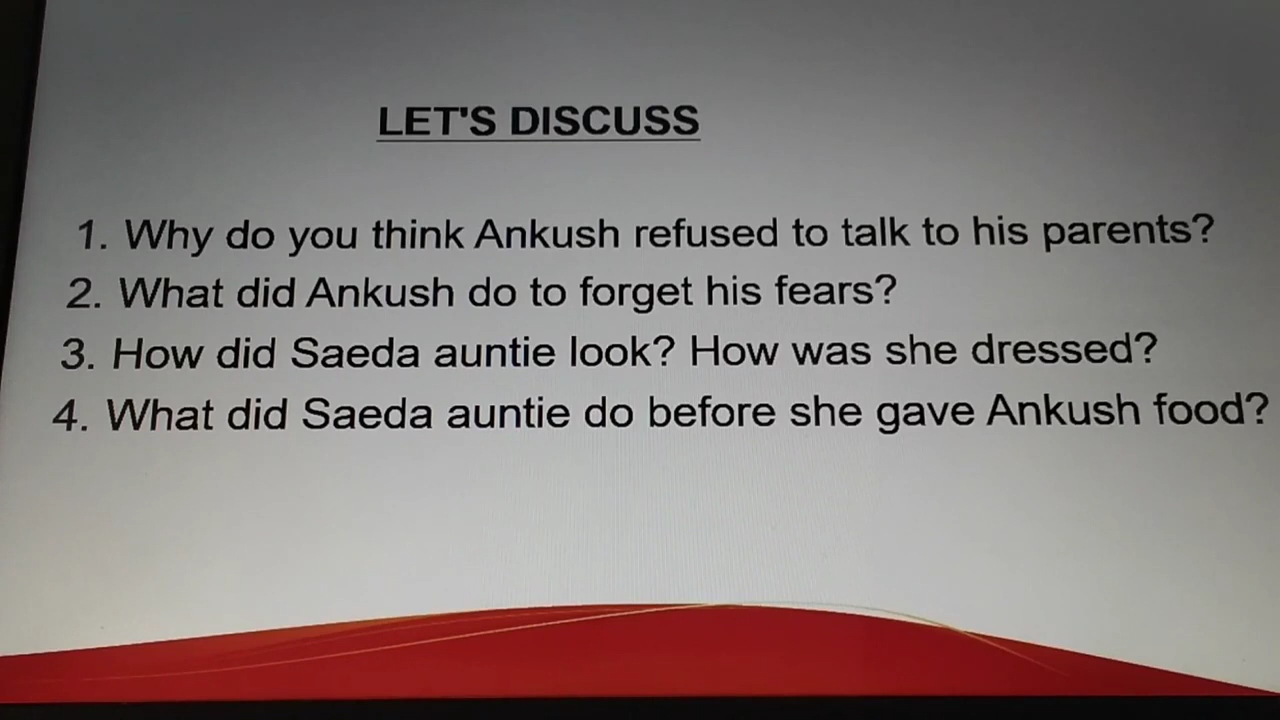 LET'S DISCUSS
1. Why do you think Ankush refused to talk to his parents?
2. What did Ankush do to forget his fears?
3. How did Saeda auntie look? How was she dressed?
4. What did Saeda auntie do before she gave Ankush food?